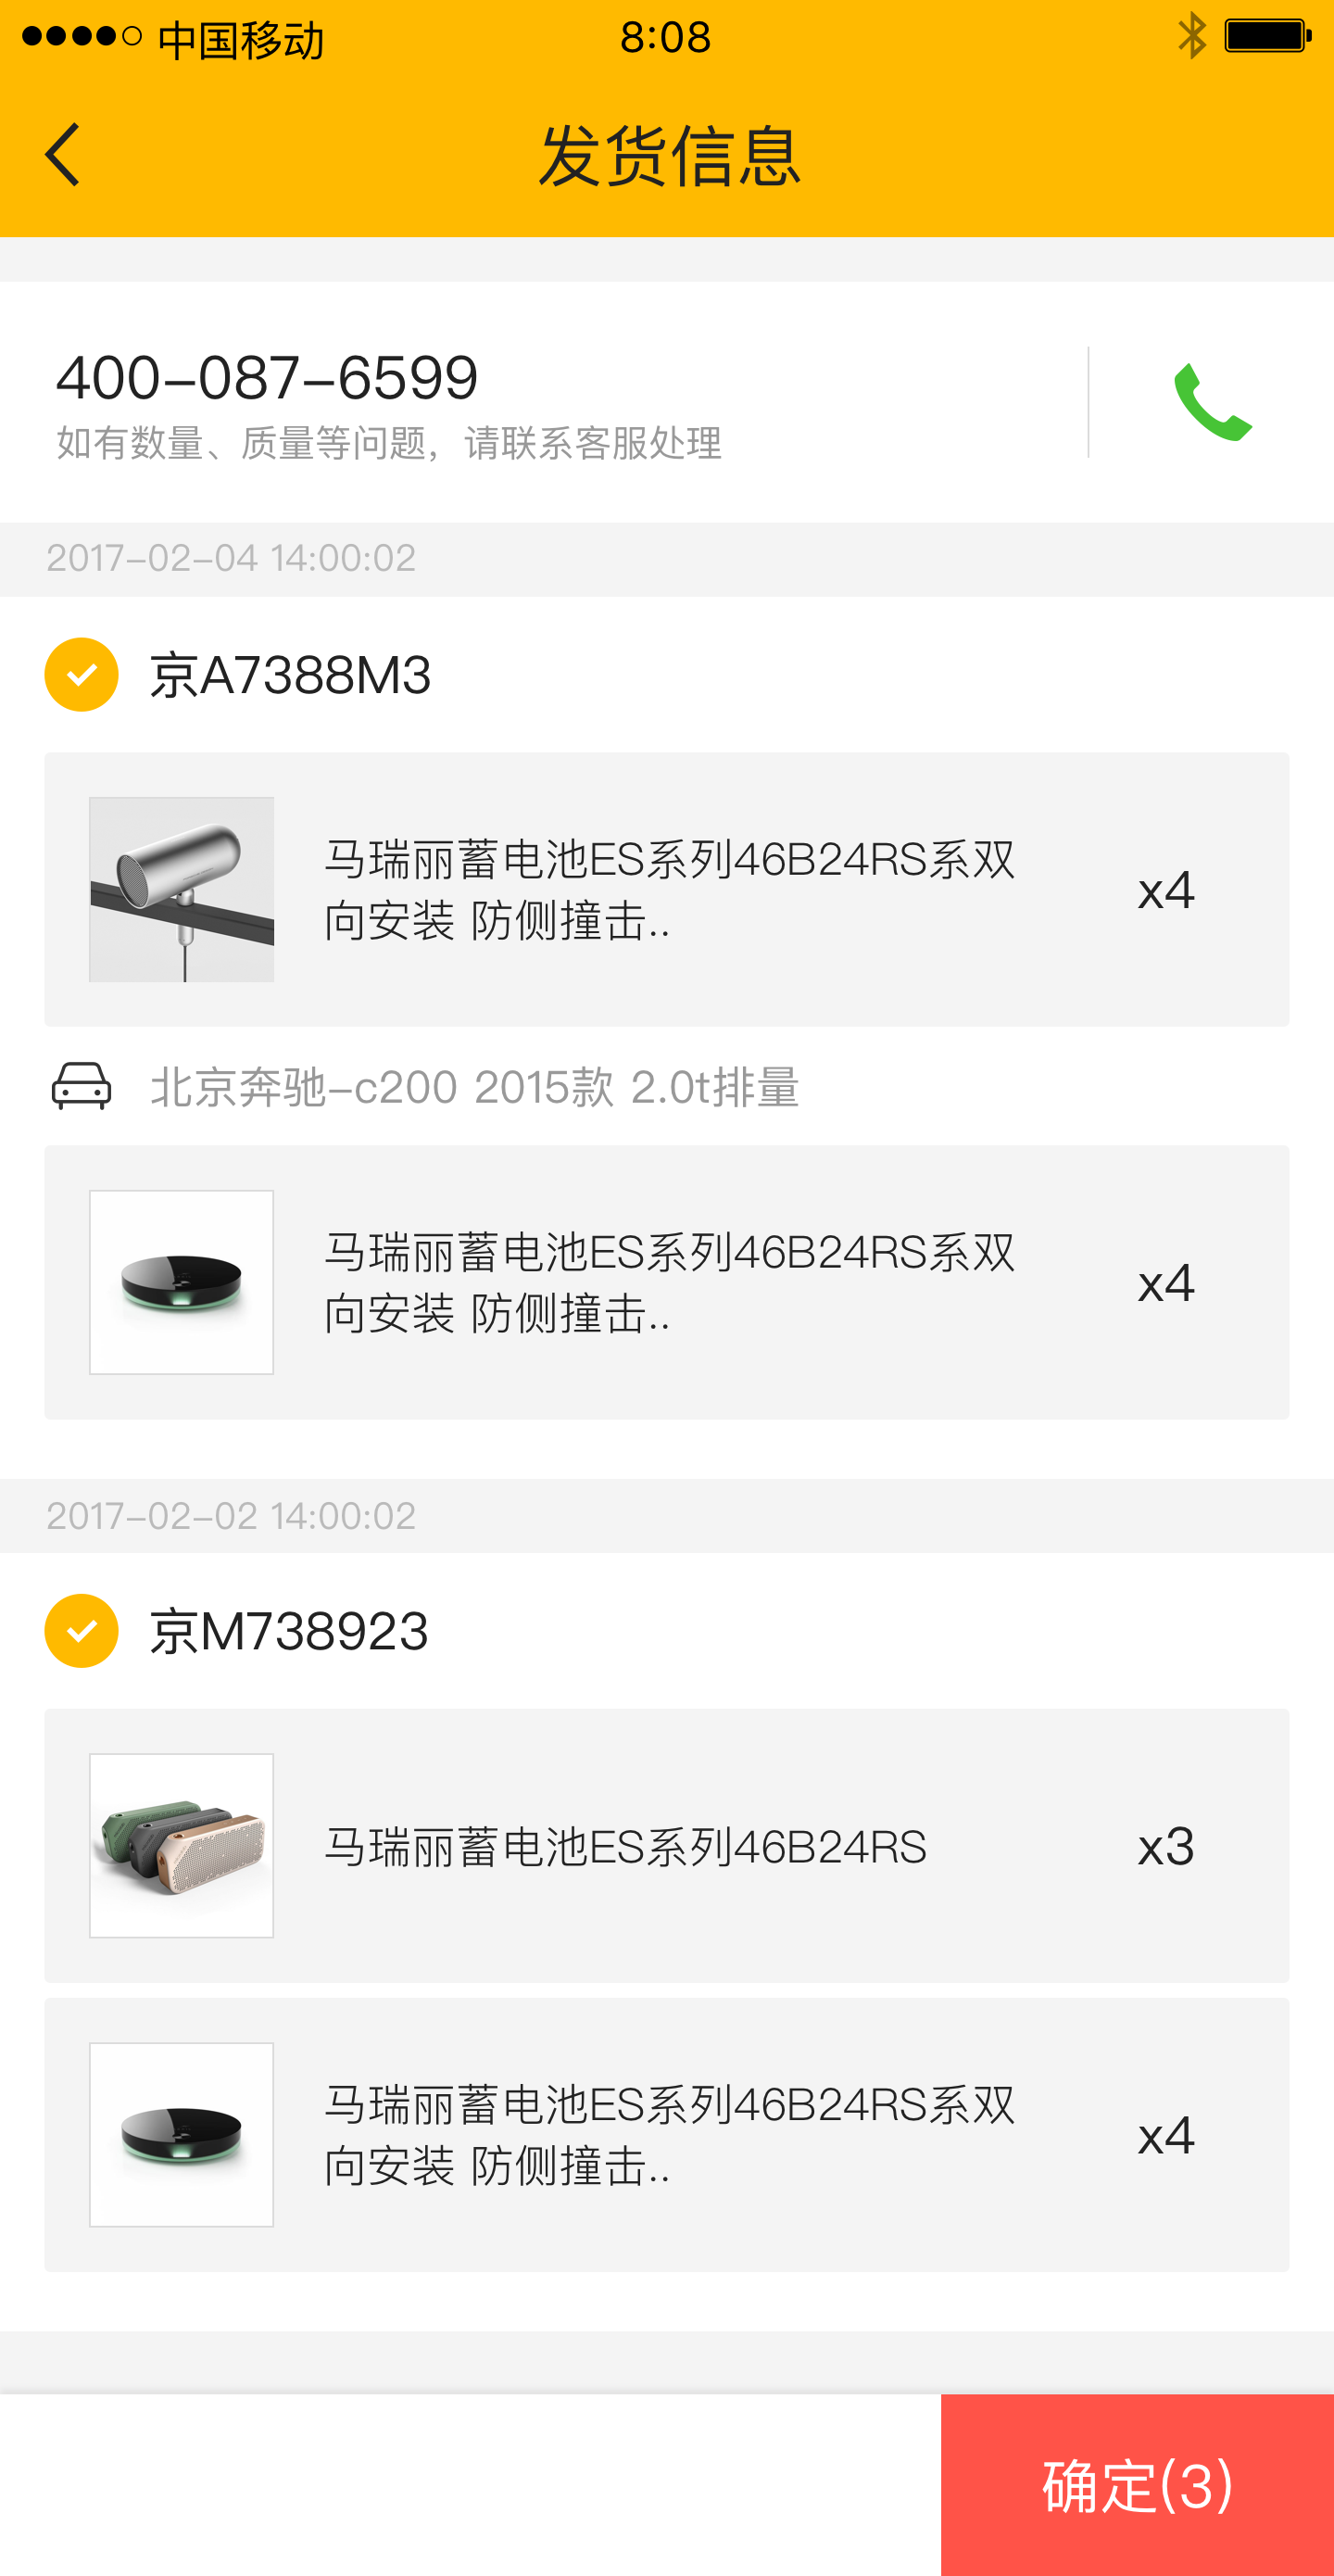 中国移动
8:08
发货信息
400-087-6599
如有数量、质量等问题，请联系客服处理
2017-02-04 14:00:02
京A7388M3
马瑞丽蓄电池ES系列46B24RS系双
向安装 防侧撞击..
x4
北京奔驰-c200 2015款 2.0t排量
马瑞丽蓄电池ES系列46B24RS系双
向安装 防侧撞击..
x4
2017-02-02 14:00:02
京M738923
马瑞丽蓄电池ES系列46B24RS
x3
马瑞丽蓄电池ES系列46B24RS系双
向安装 防侧撞击..
x4
确定(3)